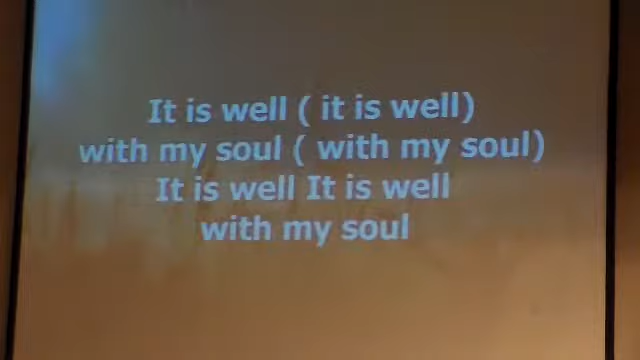 It is well ( it is well)
with my soul ( with my soul)
It is well It is well
with my soul